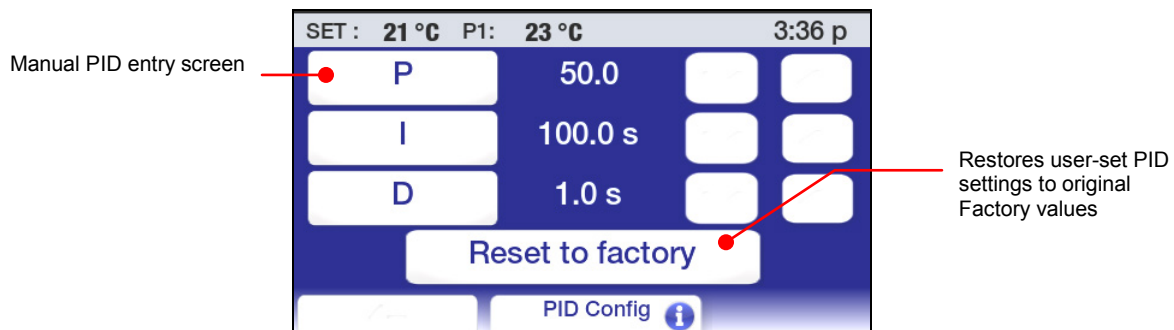 SET : 21 °C P1: 23 °C 3:36 p
Manual PID entry screen
P 50.0
I 100.0 s
D 1.0 s
Restores user-set PID
settings to original
Factory values
Reset to factory
PID Config i